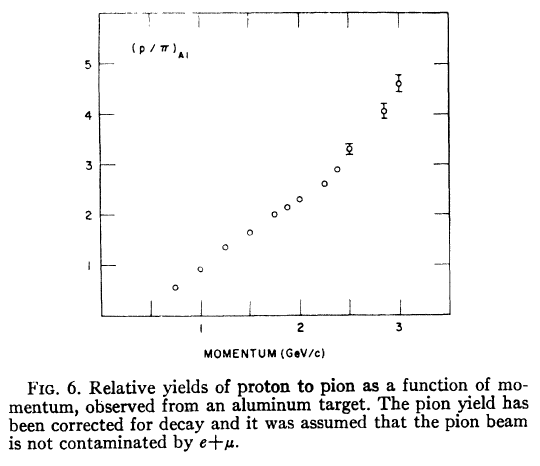 (p/π)Al
5
4
3
2
1
1 2 3
MOMENTUM (GeV/c)
FIG. 6. Relative yields of proton to pion as a function of mo-
mentum, observed from an aluminum target. The pion yield has
been corrected for decay and it was assumed that the pion beam
is not contaminated by e+μ.